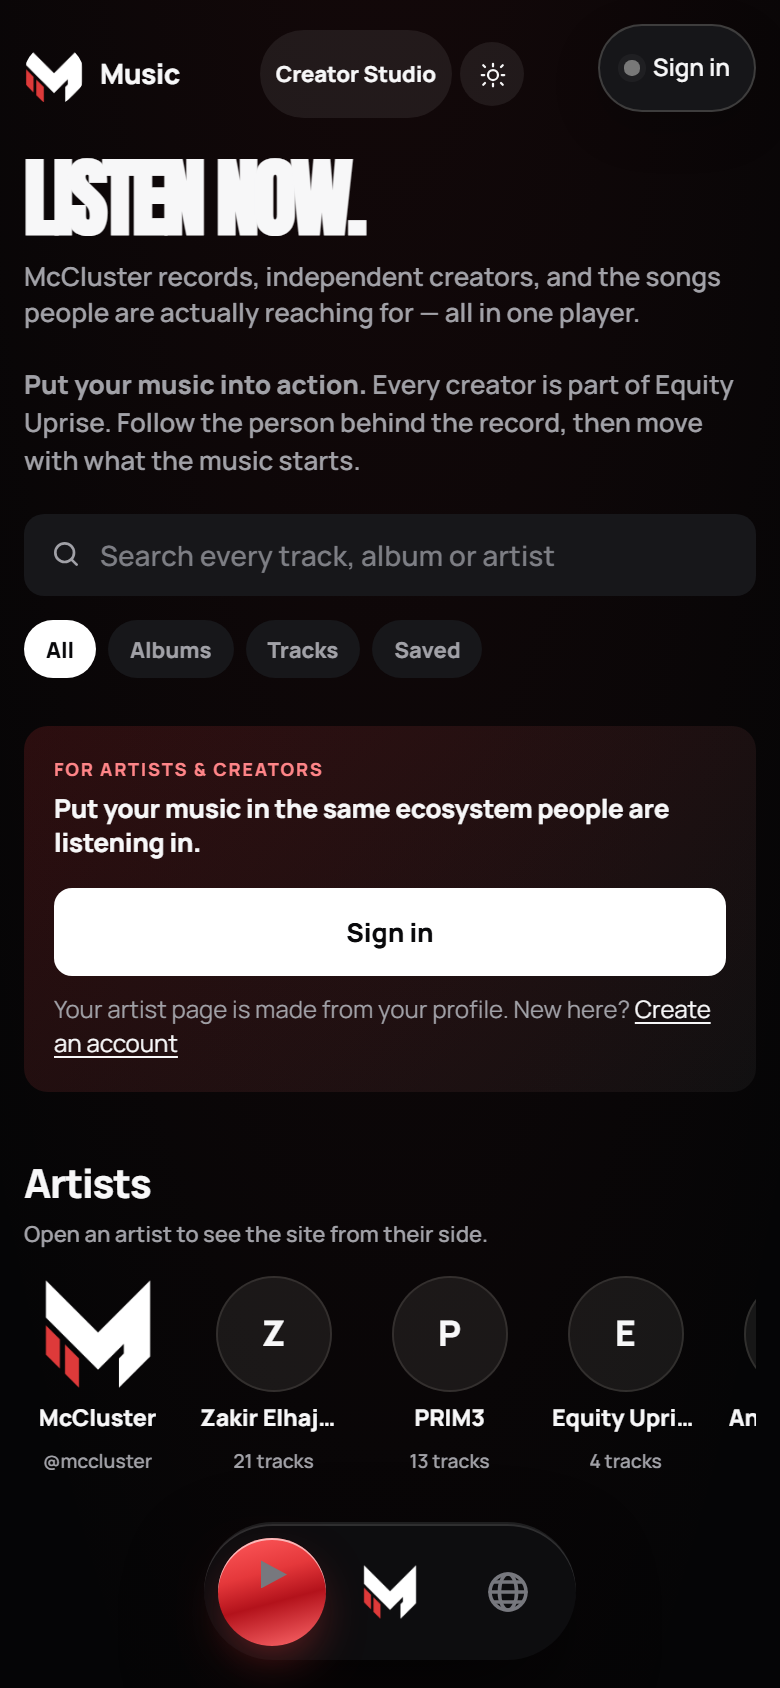 Music
Creator Studio
Sign in
LISTEN NOW.
McCluster records, independent creators, and the songs
people are actually reaching for — all in one player.
Put your music into action. Every creator is part of Equity
Uprise. Follow the person behind the record, then move
with what the music starts.
Search every track, album or artist
All
Albums
Tracks
Saved
FOR ARTISTS & CREATORS
Put your music in the same ecosystem people are
listening in.
Sign in
Your artist page is made from your profile. New here? Create
an account
Artists
Open an artist to see the site from their side.
Z
P
E
McCluster
Zakir Elhaj...
PRIM3
Equity Upri...
An
@mccluster
21 tracks
13 tracks
4 tracks